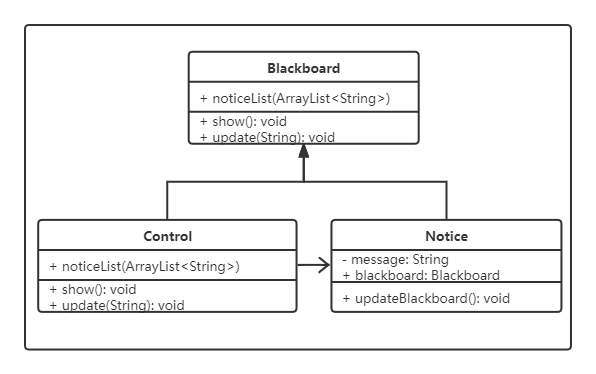 Blackboard
+ noticeList(ArrayList<String>)
+ show(): void
+ update(String): void
Control
+ noticeList(ArrayList<String>)
+ show(): void
+ update(String): void
Notice
- message: String
+ blackboard: Blackboard
+ updateBlackboard(): void